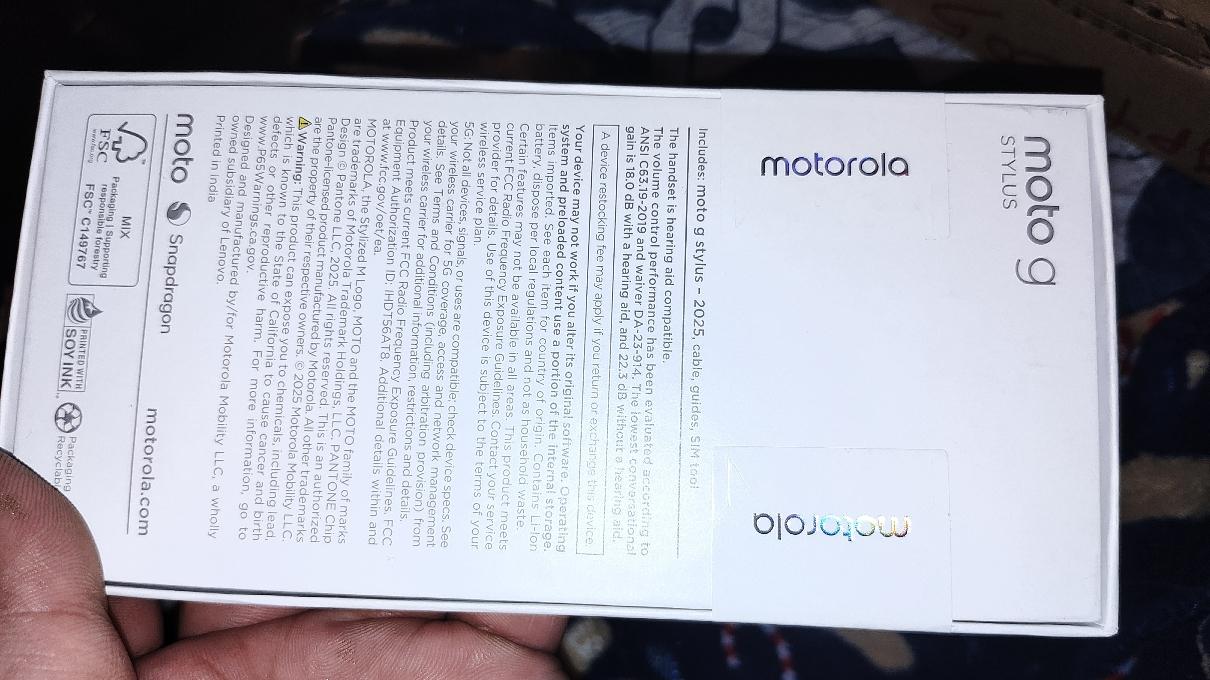 moto g
STYLUS
motorola
motorola
Includes: moto g stylus - 2025, cable, guides, SIM tool
The handset is hearing aid compatible.
The volume control performance has been evaluated according to
ANSI C63.19-2019 and waiver DA-23-914. The lowest conversational
gain is 18.0 dB with a hearing aid, and 22.3 dB without a hearing aid.
A device restocking fee may apply if you return or exchange this device.
Your device may not work if you alter its original software. Operating
system and preloaded content use a portion of the internal storage.
Items imported. See each item for country of origin. Contains Li-Ion
battery, dispose per local regulations and not as household waste.
Certain features may not be available in all areas. This product meets
current FCC Radio Frequency Exposure Guidelines. Contact your service
provider for details. Use of this device is subject to the terms of your
wireless service plan.
5G: Not all devices, signals, or uses are compatible; check device specs. See
your wireless carrier for 5G coverage, access and network management
details. See Terms and Conditions (including arbitration provision) from
your wireless carrier for additional information, restrictions and details.
Product meets current FCC Radio Frequency Exposure Guidelines. FCC
Equipment Authorization ID: IHDT56AT8. Additional details within and
at www.fcc.gov/oet/ea.
MOTOROLA, the Stylized M Logo, MOTO and the MOTO family of marks
are trademarks of Motorola Trademark Holdings, LLC. PANTONE Chip
Design © Pantone LLC, 2025. All rights reserved. This is an authorized
Pantone-licensed product manufactured by Motorola. All other trademarks
are the property of their respective owners. © 2025 Motorola Mobility LLC.
Warning: This product can expose you to chemicals, including lead,
which is known to the State of California to cause cancer and birth
defects or other reproductive harm. For more information, go to
www.P65Warnings.ca.gov.
Designed and manufactured by/for Motorola Mobility LLC, a wholly
owned subsidiary of Lenovo.
Printed in India
moto Snapdragon motorola.com
FSC
www.fsc.org
MIX
Packaging | Supporting
responsible forestry
FSC™ C149767
PRINTED WITH
SOY INK
Packaging